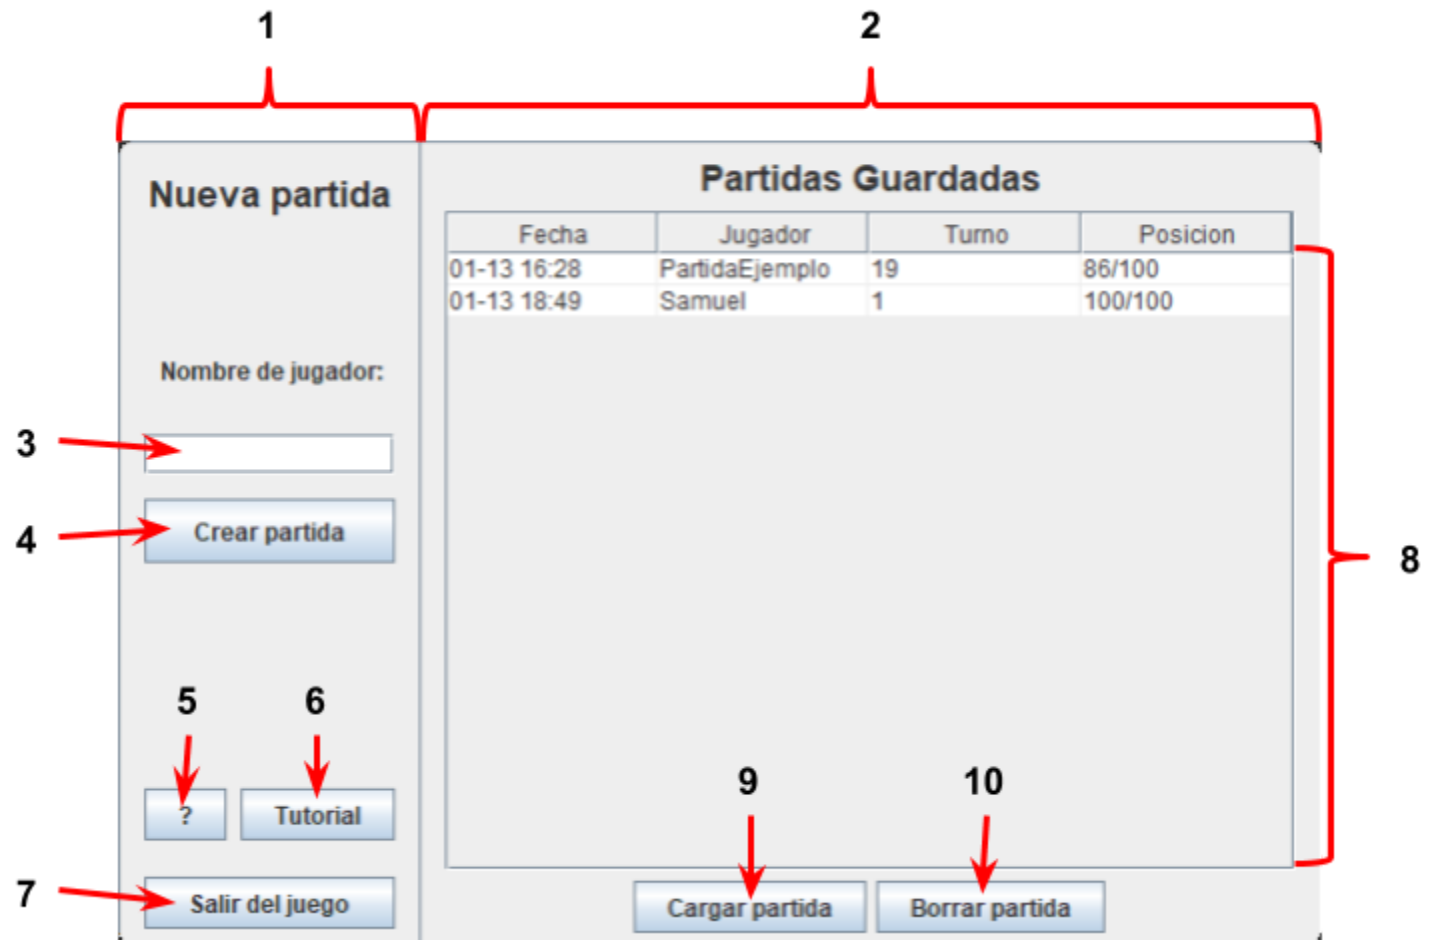 1
2
Nueva partida
Partidas Guardadas
Fecha Jugador Turno Posicion
01-13 16:28 PartidaEjemplo 19 86/100
01-13 18:49 Samuel 1 100/100
Nombre de jugador:
3
4
Crear partida
8
5
6
? Tutorial
9
10
7
Salir del juego
Cargar partida
Borrar partida